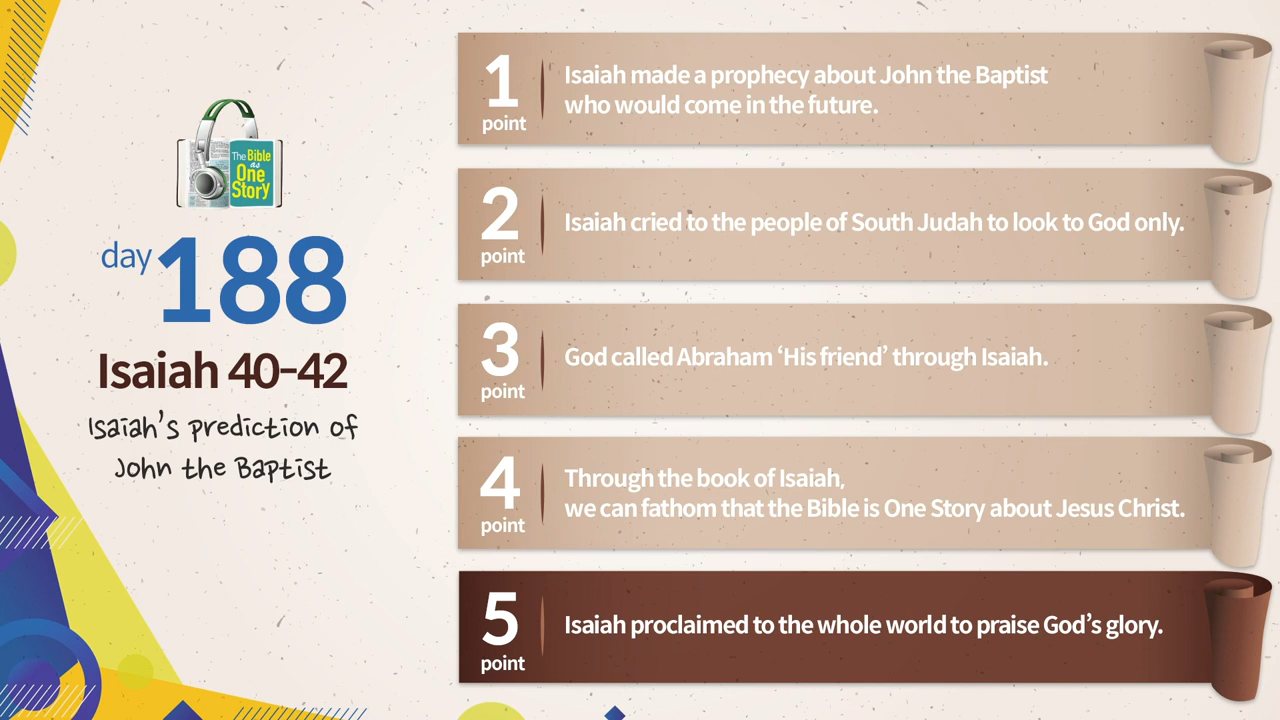 The Bible
as
One
Story
day 188
Isaiah 40-42
Isaiah's prediction of
John the Baptist
1
point
Isaiah made a prophecy about John the Baptist
who would come in the future.
2
point
Isaiah cried to the people of South Judah to look to God only.
3
point
God called Abraham ‘His friend’ through Isaiah.
4
point
Through the book of Isaiah,
we can fathom that the Bible is One Story about Jesus Christ.
5
point
Isaiah proclaimed to the whole world to praise God’s glory.